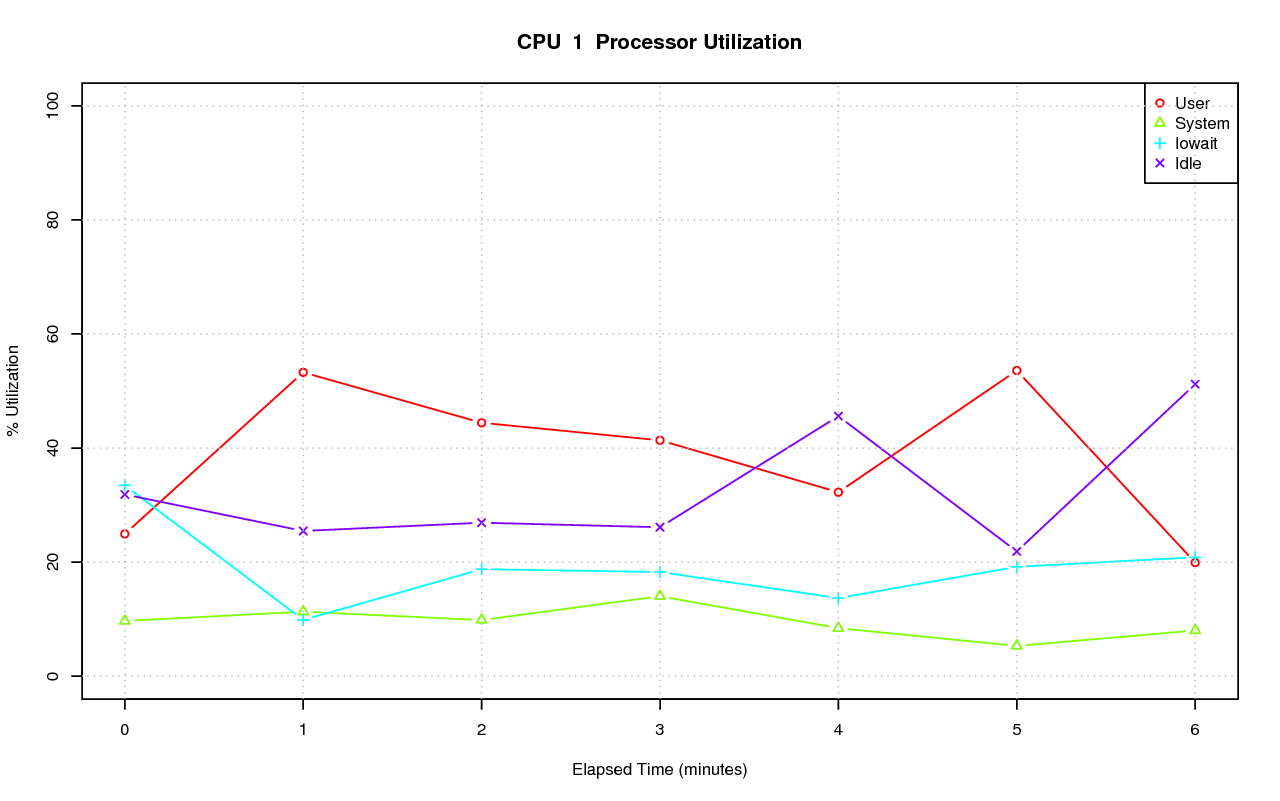 CPU  1  Processor Utilization
User
System
Iowait
Idle
% Utilization
100
80
60
40
20
0
0 1 2 3 4 5 6
Elapsed Time (minutes)